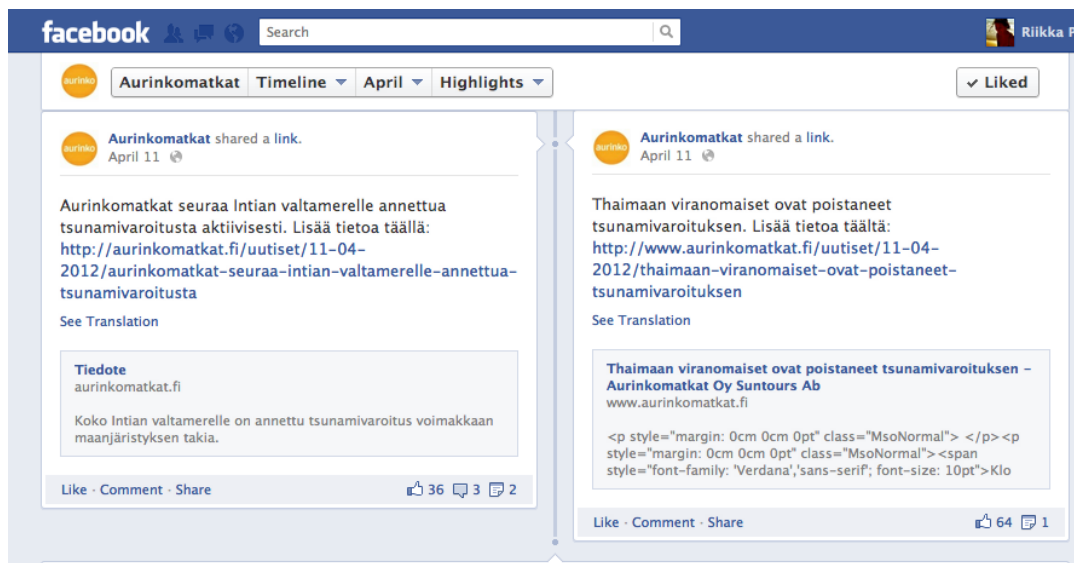 facebook
Search
Riikka P
aurinko
Aurinkomatkat
Timeline
April
Highlights
Liked
aurinko
Aurinkomatkat shared a link.
April 11
Aurinkomatkat seuraa Intian valtamerelle annettua
tsunamivaroitusta aktiivisesti. Lisää tietoa täällä:
http://aurinkomatkat.fi/uutiset/11-04-
2012/aurinkomatkat-seuraa-intian-valtamerelle-annettua-
tsunamivaroitusta
See Translation
Tiedote
aurinkomatkat.fi
Koko Intian valtamerelle on annettu tsunamivaroitus voimakkaan
maanjäristyksen takia.
Like · Comment · Share
36
3
2
aurinko
Aurinkomatkat shared a link.
April 11
Thaimaan viranomaiset ovat poistaneet
tsunamivaroituksen. Lisää tietoa täältä:
http://www.aurinkomatkat.fi/uutiset/11-04-
2012/thaimaan-viranomaiset-ovat-poistaneet-
tsunamivaroituksen
See Translation
Thaimaan viranomaiset ovat poistaneet tsunamivaroituksen -
Aurinkomatkat Oy Suntours Ab
www.aurinkomatkat.fi
<p style="margin: 0cm 0cm 0pt" class="MsoNormal"> </p><p
style="margin: 0cm 0cm 0pt" class="MsoNormal"><span
style="font-family: 'Verdana','sans-serif'; font-size: 10pt">Klo
Like · Comment · Share
64
1